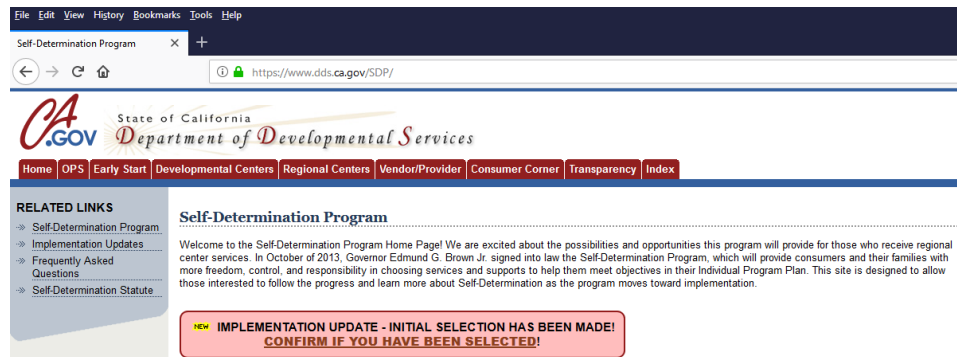 File Edit View History Bookmarks Tools Help
Self-Determination Program
https://www.dds.ca.gov/SDP/
CA.GOV
State of California
Department of Developmental Services
Home OPS Early Start Developmental Centers Regional Centers Vendor/Provider Consumer Corner Transparency Index
RELATED LINKS
Self-Determination Program
Implementation Updates
Frequently Asked
Questions
Self-Determination Statute
Self-Determination Program
Welcome to the Self-Determination Program Home Page! We are excited about the possibilities and opportunities this program will provide for those who receive regional
center services. In October of 2013, Governor Edmund G. Brown Jr. signed into law the Self-Determination Program, which will provide consumers and their families with
more freedom, control, and responsibility in choosing services and supports to help them meet objectives in their Individual Program Plan. This site is designed to allow
those interested to follow the progress and learn more about Self-Determination as the program moves toward implementation.
NEW IMPLEMENTATION UPDATE - INITIAL SELECTION HAS BEEN MADE!
CONFIRM IF YOU HAVE BEEN SELECTED!